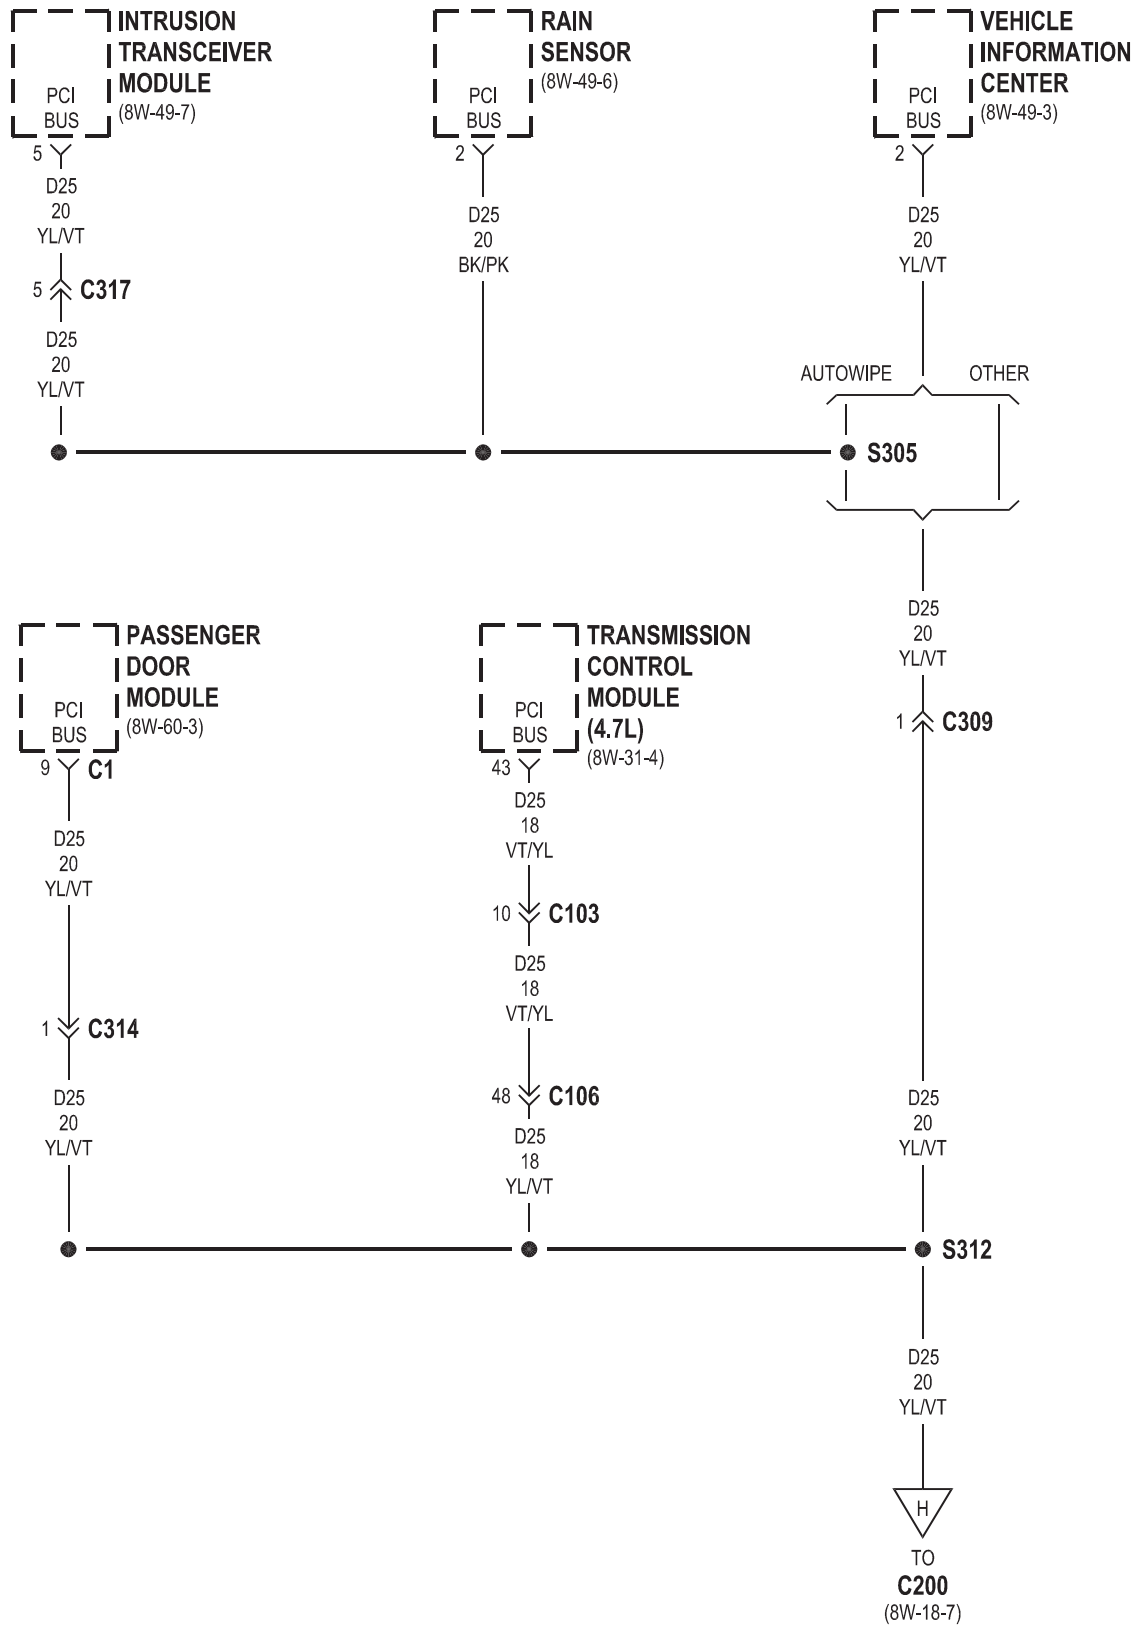 INTRUSION
TRANSCEIVER
MODULE
(8W-49-7)
PCI
BUS
5
D25
20
YL/VT
5
C317
D25
20
YL/VT
RAIN
SENSOR
(8W-49-6)
PCI
BUS
2
D25
20
BK/PK
VEHICLE
INFORMATION
CENTER
(8W-49-3)
PCI
BUS
2
D25
20
YL/VT
AUTOWIPE
OTHER
S305
D25
20
YL/VT
1
C309
PASSENGER
DOOR
MODULE
(8W-60-3)
PCI
BUS
9
C1
D25
20
YL/VT
1
C314
D25
20
YL/VT
TRANSMISSION
CONTROL
MODULE
(4.7L)
(8W-31-4)
PCI
BUS
43
D25
18
VT/YL
10
C103
D25
18
VT/YL
48
C106
D25
18
YL/VT
D25
20
YL/VT
S312
D25
20
YL/VT
H
TO
C200
(8W-18-7)